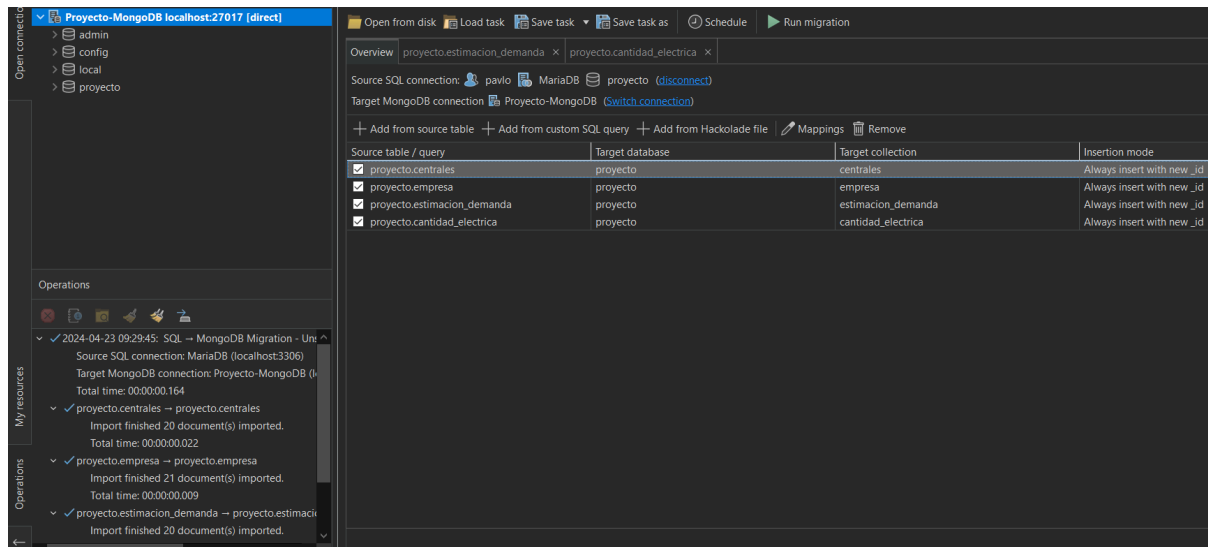 Open connectio
Proyecto-MongoDB localhost:27017 [direct]
admin
config
local
proyecto
Open from disk Load task Save task Save task as Schedule Run migration
Overview proyecto.estimacion_demanda × proyecto.cantidad_electrica ×
Source SQL connection: pavlo MariaDB proyecto (disconnect)
Target MongoDB connection Proyecto-MongoDB (Switch connection)
Add from source table Add from custom SQL query Add from Hackolade file Mappings Remove
Source table / query Target database Target collection Insertion mode
proyecto.centrales proyecto centrales Always insert with new _id
proyecto.empresa proyecto empresa Always insert with new _id
proyecto.estimacion_demanda proyecto estimacion_demanda Always insert with new _id
proyecto.cantidad_electrica proyecto cantidad_electrica Always insert with new _id
My resources
Operations
Operations
2024-04-23 09:29:45: SQL → MongoDB Migration - Uns
Source SQL connection: MariaDB (localhost:3306)
Target MongoDB connection: Proyecto-MongoDB (l
Total time: 00:00:00.164
proyecto.centrales → proyecto.centrales
Import finished 20 document(s) imported.
Total time: 00:00:00.022
proyecto.empresa → proyecto.empresa
Import finished 21 document(s) imported.
Total time: 00:00:00.009
proyecto.estimacion_demanda → proyecto.estimaci
Import finished 20 document(s) imported.